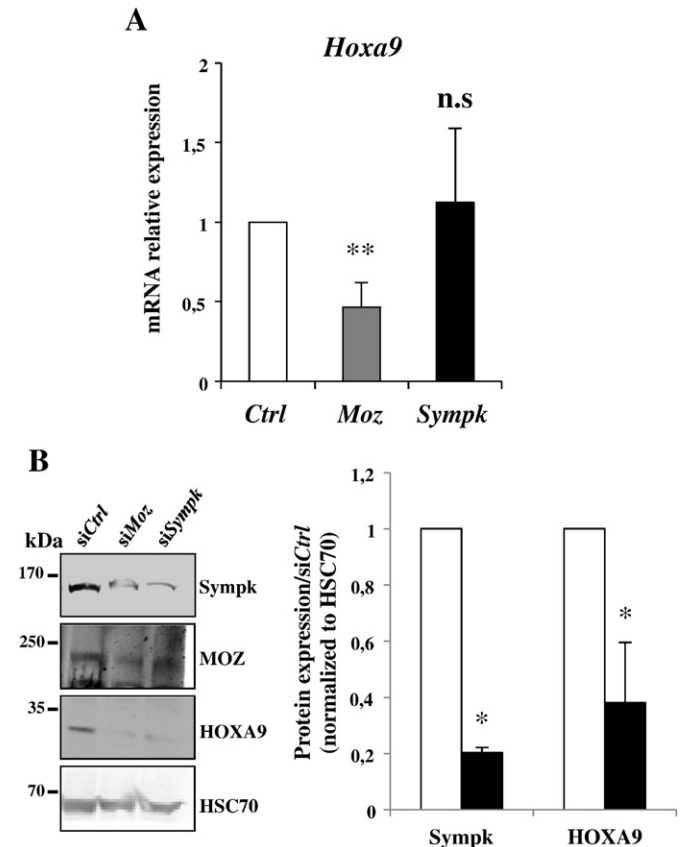 A
Hoxa9
mRNA relative expression
2
1,5
1
0,5
0
**
n.s
Ctrl
Moz
Sympk
B
kDa
siCtrl
siMoz
siSympk
170
Sympk
250
MOZ
35
HOXA9
70
HSC70
Protein expression/siCtrl
(normalized to HSC70)
1,2
1
0,8
0,6
0,4
0,2
0
*
*
Sympk
HOXA9